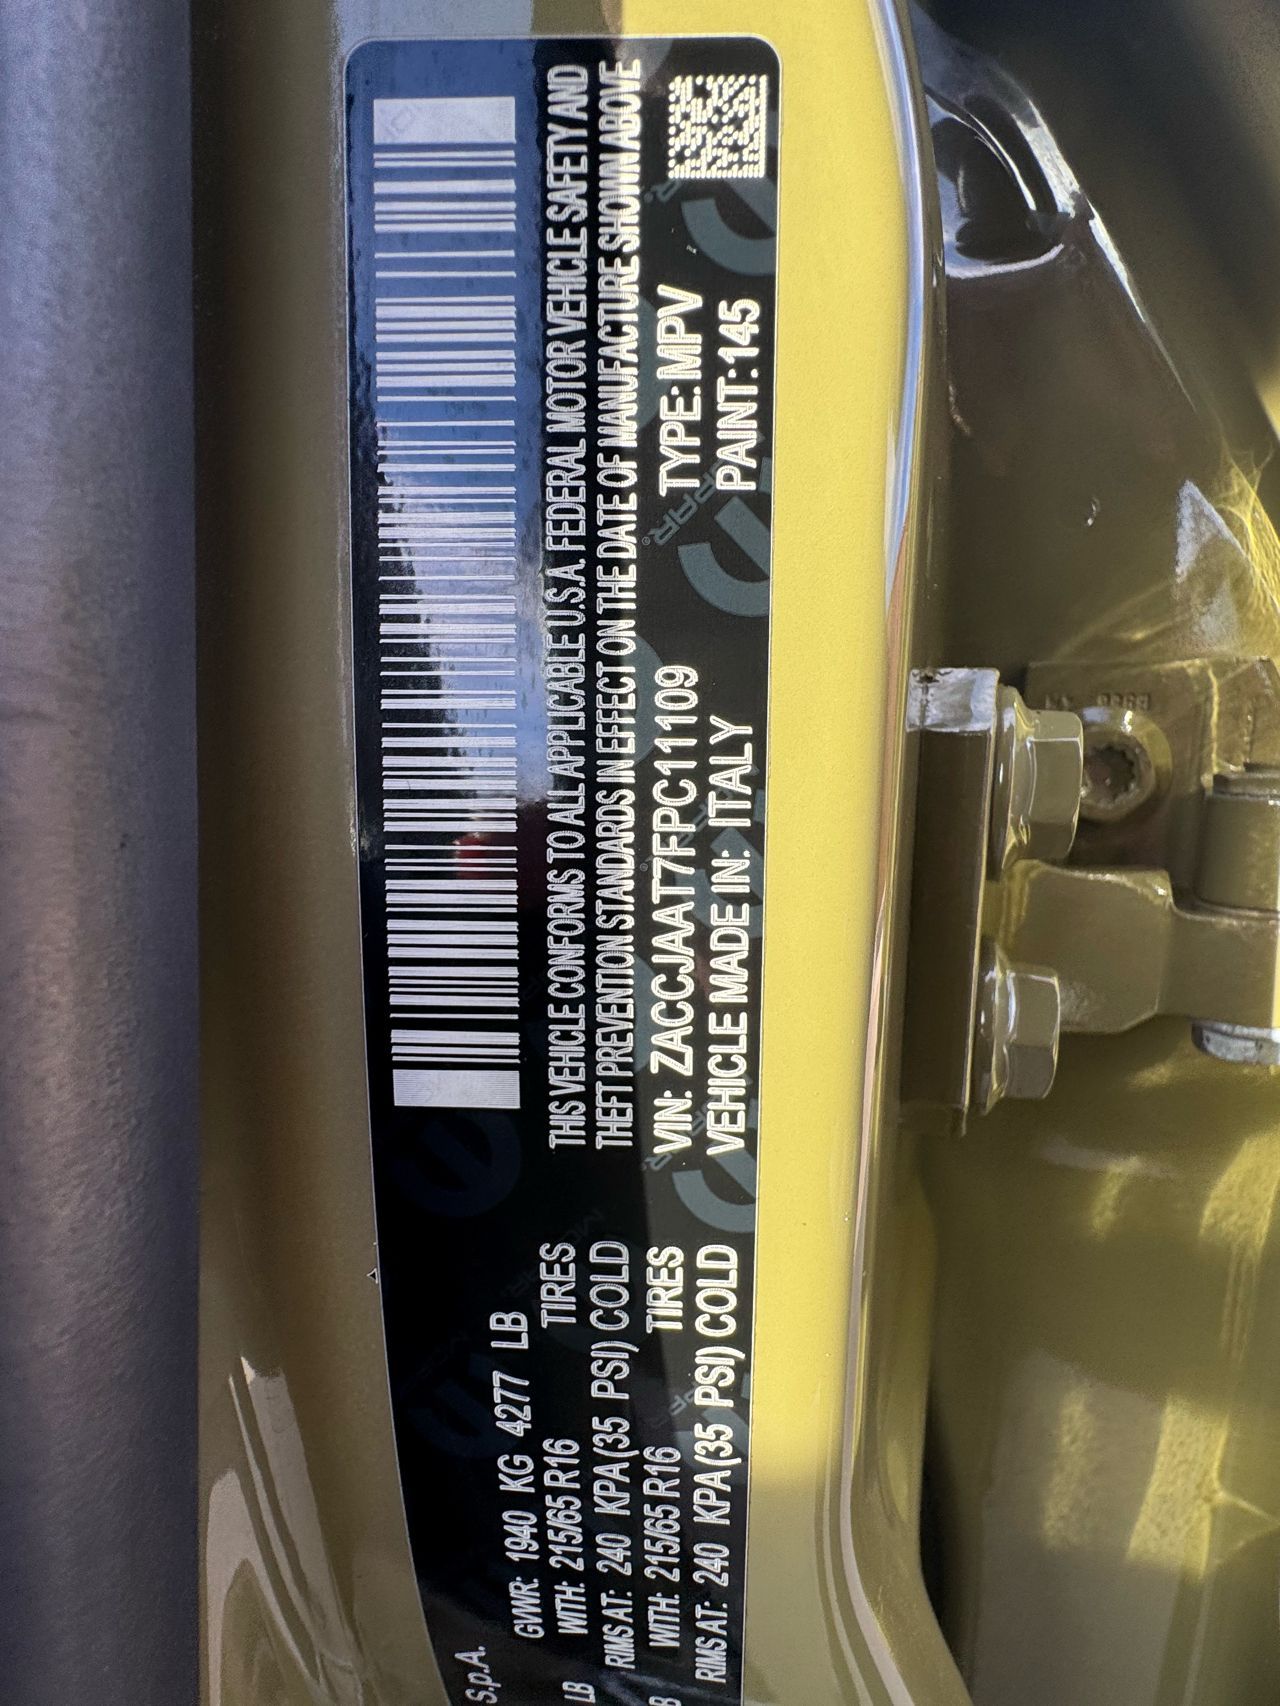 S.p.A.
GVWR: 1940 KG 4277 LB
LB WITH: 215/65 R16 TIRES
RIMS AT: 240 KPA(35 PSI) COLD
B WITH: 215/65 R16 TIRES
RIMS AT: 240 KPA(35 PSI) COLD
THIS VEHICLE CONFORMS TO ALL APPLICABLE U.S.A. FEDERAL MOTOR VEHICLE SAFETY AND
THEFT PREVENTION STANDARDS IN EFFECT ON THE DATE OF MANUFACTURE SHOWN ABOVE
VIN: ZACCJAAT7FPC11109 TYPE: MPV
VEHICLE MADE IN: ITALY PAINT:145